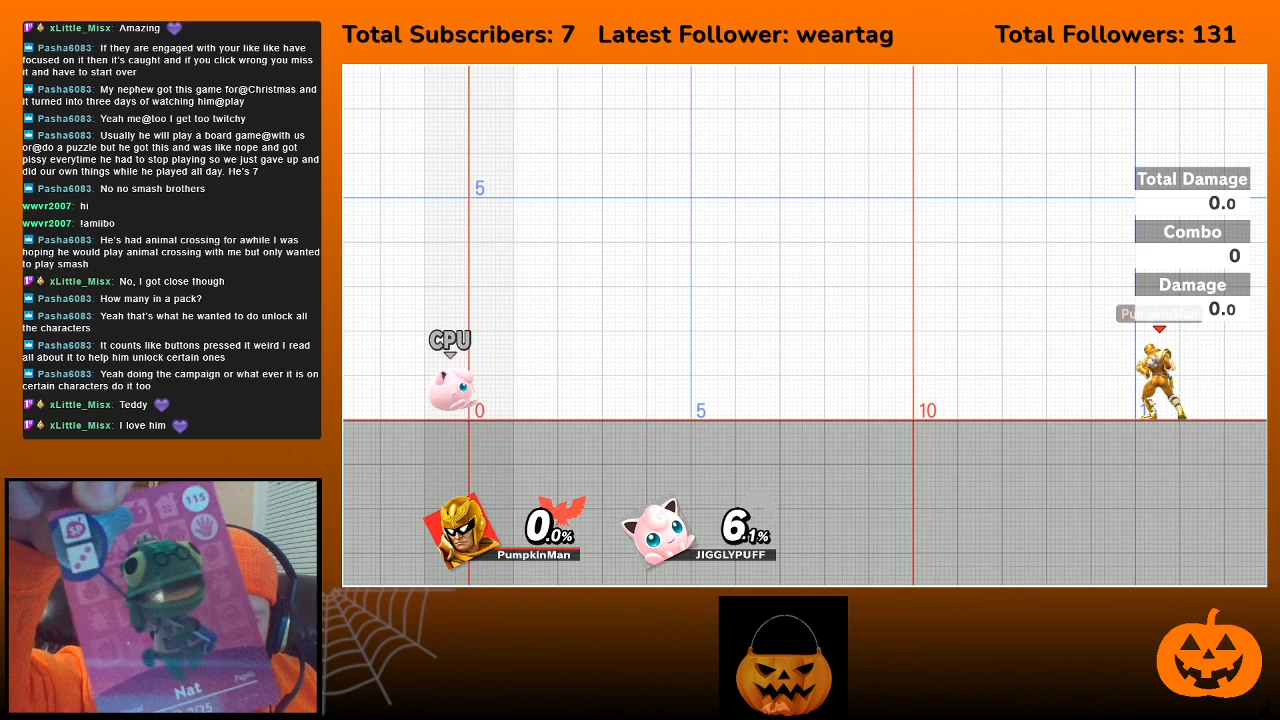 Total Subscribers: 7 Latest Follower: weartag Total Followers: 131
xLittle_Misx: Amazing
Pasha6083: If they are engaged with your like like have
focused on it then it's caught and if you click wrong you miss
it and have to start over
Pasha6083: My nephew got this game for@Christmas and
it turned into three days of watching him@play
Pasha6083: Yeah me@too I get too twitchy
Pasha6083: Usually he will play a board game@with us
or@do a puzzle but he got this and was like nope and got
pissy everytime he had to stop playing so we just gave up and
did our own things while he played all day. He's 7
Pasha6083: No no smash brothers
wwvr2007: hi
wwvr2007: !amiibo
Pasha6083: He's had animal crossing for awhile I was
hoping he would play animal crossing with me but only wanted
to play smash
xLittle_Misx: No, I got close though
Pasha6083: How many in a pack?
Pasha6083: Yeah that's what he wanted to do unlock all
the characters
Pasha6083: It counts like buttons pressed it weird I read
all about it to help him unlock certain ones
Pasha6083: Yeah doing the campaign or what ever it is on
certain characters do it too
xLittle_Misx: Teddy
xLittle_Misx: I love him
5
Total Damage
0.0
Combo
0
Damage
0.0
PumpkinMan
CPU
0 5 10
0.0%
PumpkinMan
6.1%
JIGGLYPUFF
115
SP
Nat